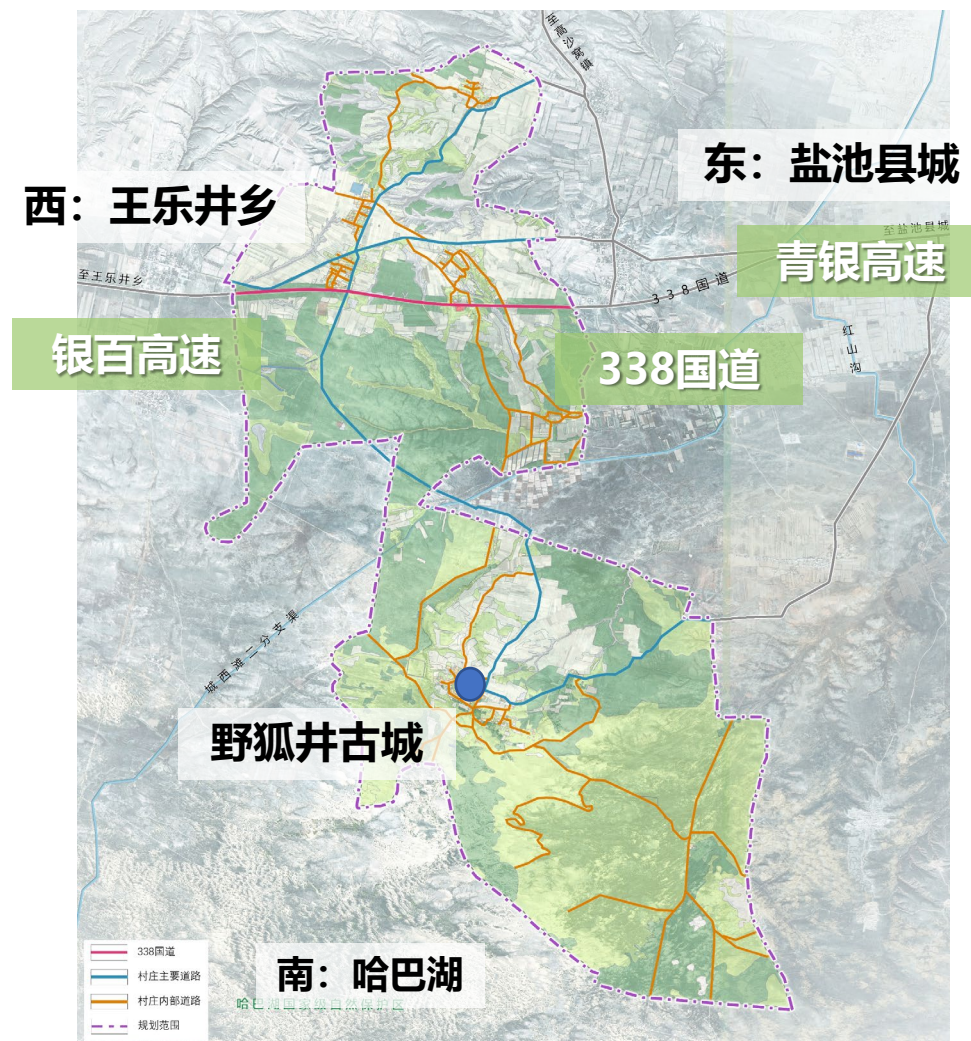 至高沙窝镇
东：盐池县城
西：王乐井乡
至盐池县城
青银高速
至王乐井乡
338国道
银百高速
338国道
红山沟
城西滩二分支渠
野狐井古城
南：哈巴湖
哈巴湖国家级自然保护区
338国道
村庄主要道路
村庄内部道路
规划范围